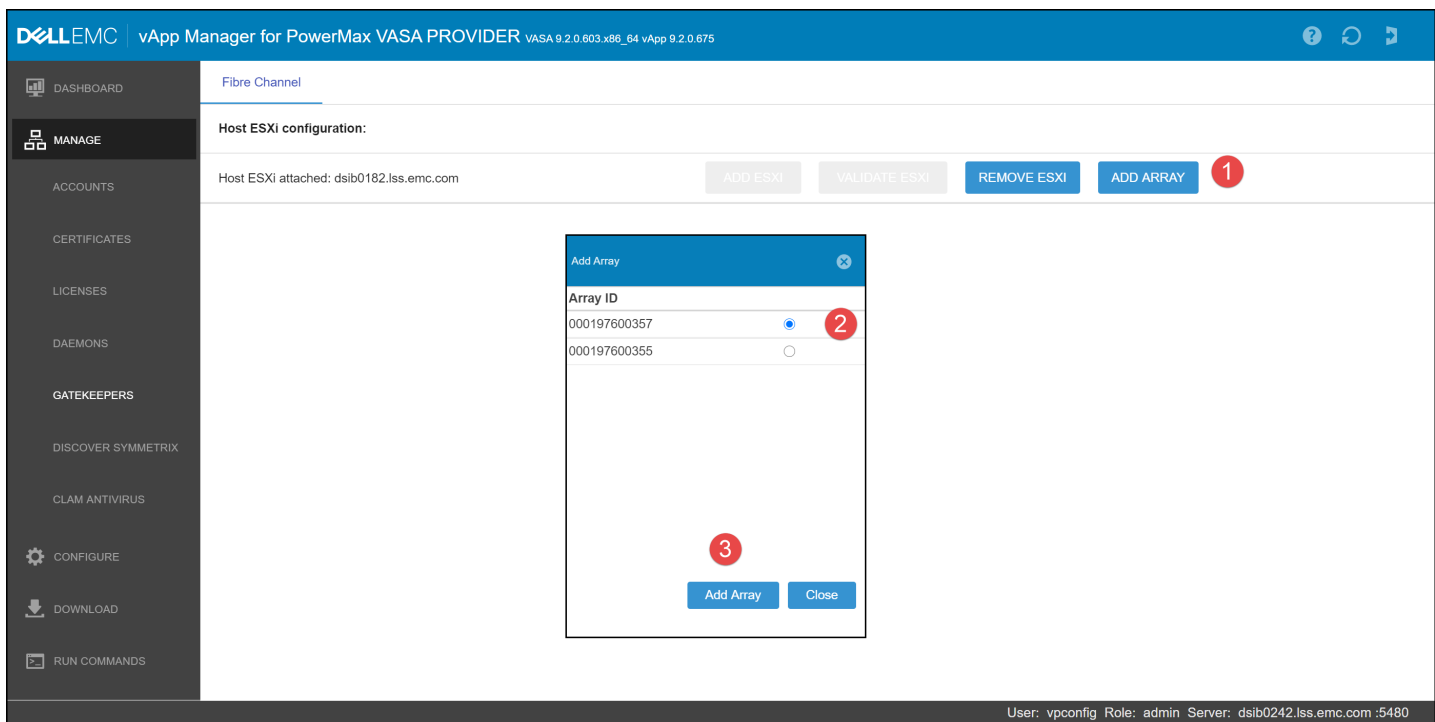 DELLEMC vApp Manager for PowerMax VASA PROVIDER VASA 9.2.0.603.x86_64 vApp 9.2.0.675 ?
DASHBOARD
MANAGE
ACCOUNTS
CERTIFICATES
LICENSES
DAEMONS
GATEKEEPERS
DISCOVER SYMMETRIX
CLAM ANTIVIRUS
CONFIGURE
DOWNLOAD
RUN COMMANDS
Fibre Channel
Host ESXi configuration:
Host ESXi attached: dsib0182.lss.emc.com ADD ESXI VALIDATE ESXI REMOVE ESXI ADD ARRAY 1
Add Array
Array ID
000197600357 2
000197600355
3
Add Array Close
User: vpconfig Role: admin Server: dsib0242.lss.emc.com :5480